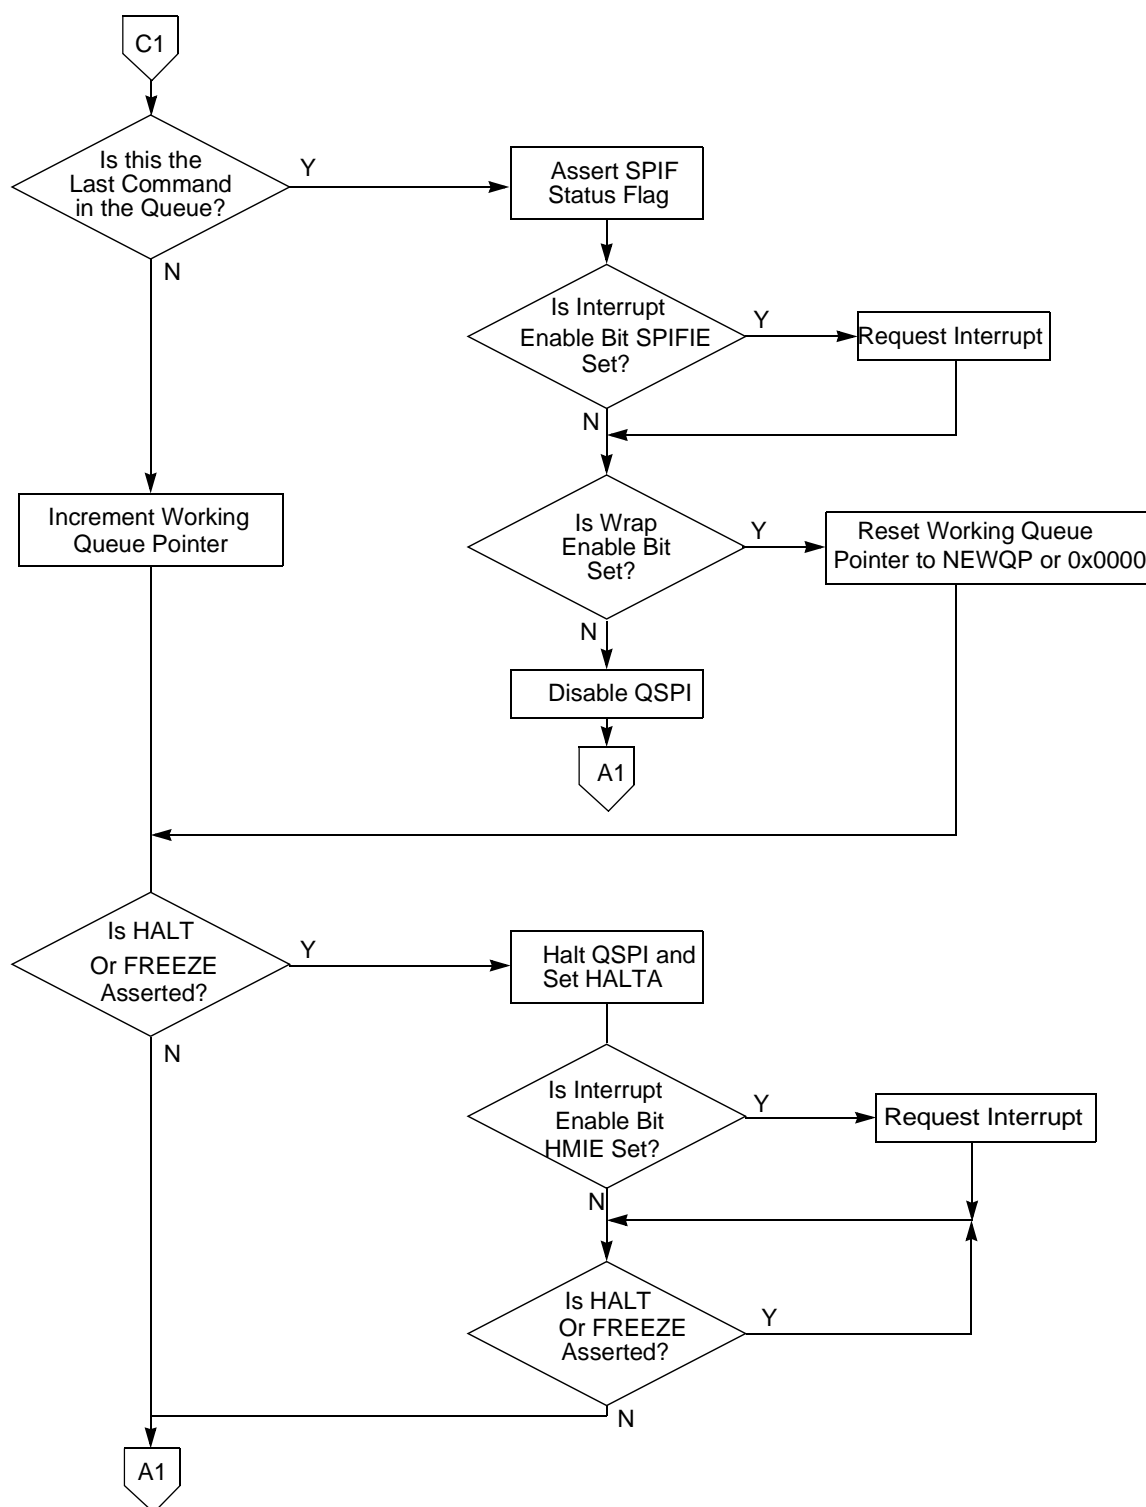 C1
Is this the
Last Command
in the Queue?
Y
N
Assert SPIF
Status Flag
Is Interrupt
Enable Bit SPIFIE
Set?
Y
Request Interrupt
N
Increment Working
Queue Pointer
Is Wrap
Enable Bit
Set?
Y
Reset Working Queue
Pointer to NEWQP or 0x0000
N
Disable QSPI
A1
Is HALT
Or FREEZE
Asserted?
Y
N
Halt QSPI and
Set HALTA
Is Interrupt
Enable Bit
HMIE Set?
Y
Request Interrupt
N
Is HALT
Or FREEZE
Asserted?
Y
N
A1